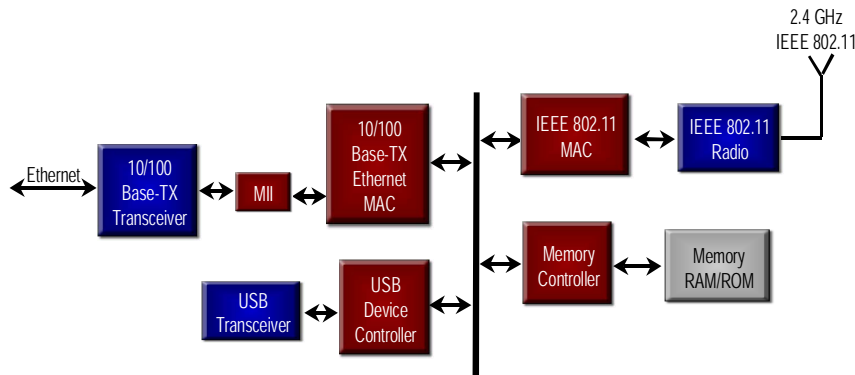 2.4 GHz
IEEE 802.11
Ethernet
10/100
Base-TX
Transceiver
MII
10/100
Base-TX
Ethernet
MAC
IEEE 802.11
MAC
IEEE 802.11
Radio
USB
Transceiver
USB
Device
Controller
Memory
Controller
Memory
RAM/ROM